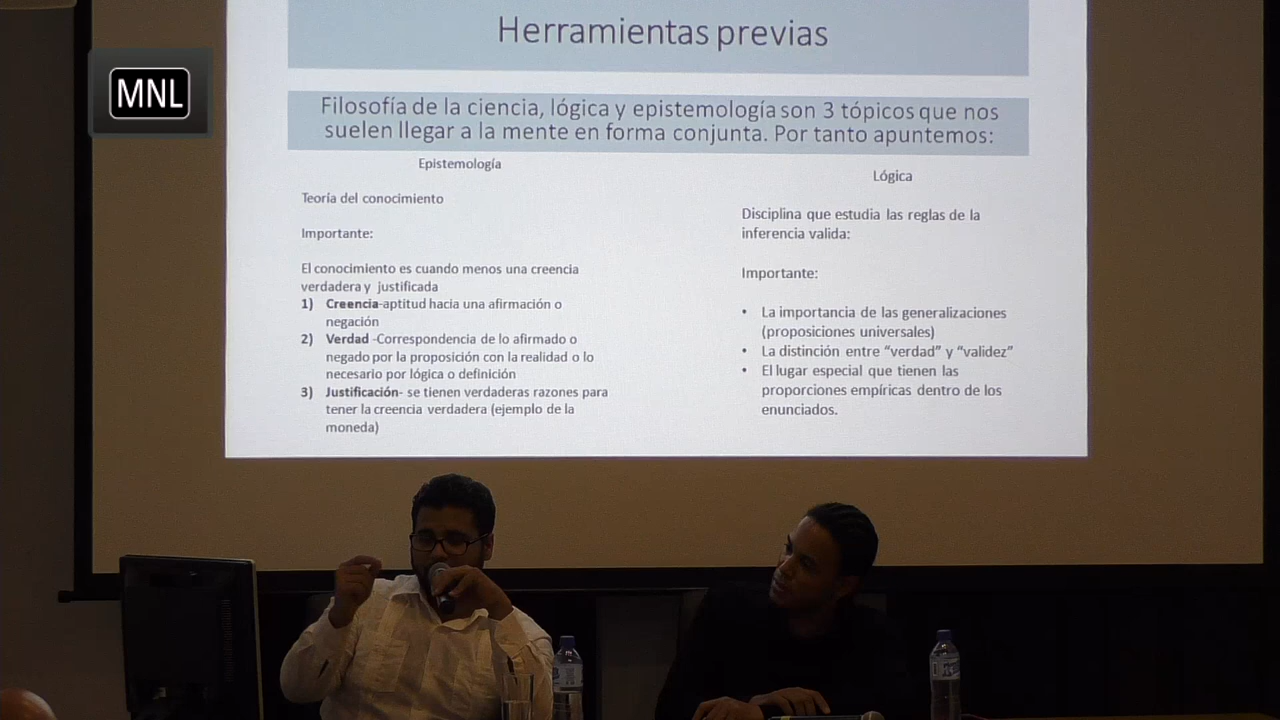 MNL
Herramientas previas
Filosofía de la ciencia, lógica y epistemología son 3 tópicos que nos
suelen llegar a la mente en forma conjunta. Por tanto apuntemos:
Epistemología
Teoría del conocimiento
Importante:
El conocimiento es cuando menos una creencia
verdadera y justificada
1) Creencia-aptitud hacia una afirmación o
negación
2) Verdad -Correspondencia de lo afirmado o
negado por la proposición con la realidad o lo
necesario por lógica o definición
3) Justificación- se tienen verdaderas razones para
tener la creencia verdadera (ejemplo de la
moneda)
Lógica
Disciplina que estudia las reglas de la
inferencia valida:
Importante:
• La importancia de las generalizaciones
(proposiciones universales)
• La distinción entre “verdad” y “validez”
• El lugar especial que tienen las
proporciones empíricas dentro de los
enunciados.